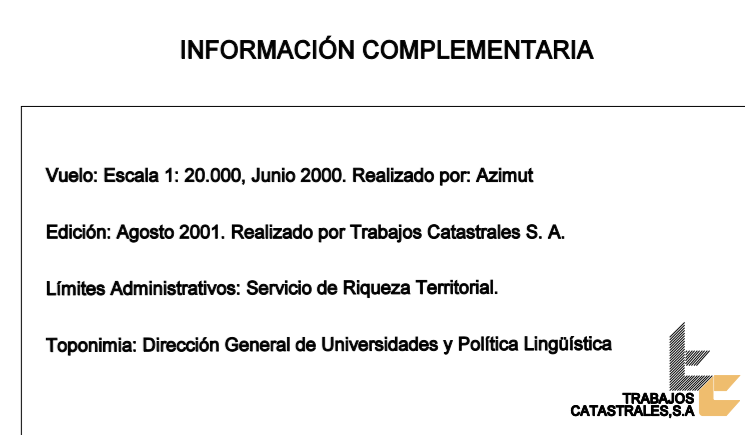 INFORMACIÓN COMPLEMENTARIA
Vuelo: Escala 1: 20.000, Junio 2000. Realizado por: Azimut
Edición: Agosto 2001. Realizado por Trabajos Catastrales S. A.
Límites Administrativos: Servicio de Riqueza Territorial.
Toponimia: Dirección General de Universidades y Política Lingüística
TRABAJOS
CATASTRALES,S.A